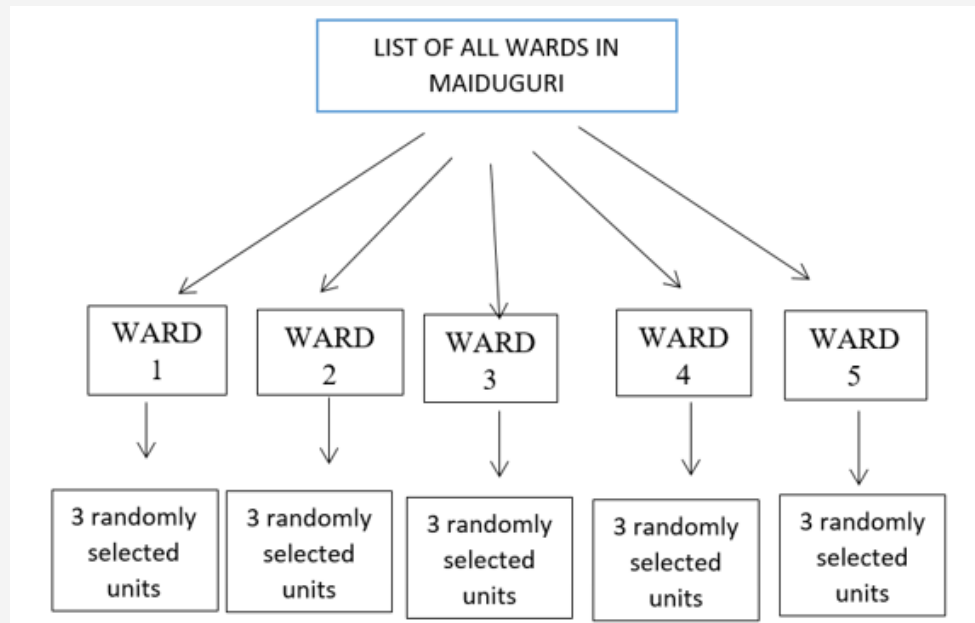 LIST OF ALL WARDS IN
MAIDUGURI
WARD
1
WARD
2
WARD
3
WARD
4
WARD
5
3 randomly
selected
units
3 randomly
selected
units
3 randomly
selected
units
3 randomly
selected
units
3 randomly
selected
units